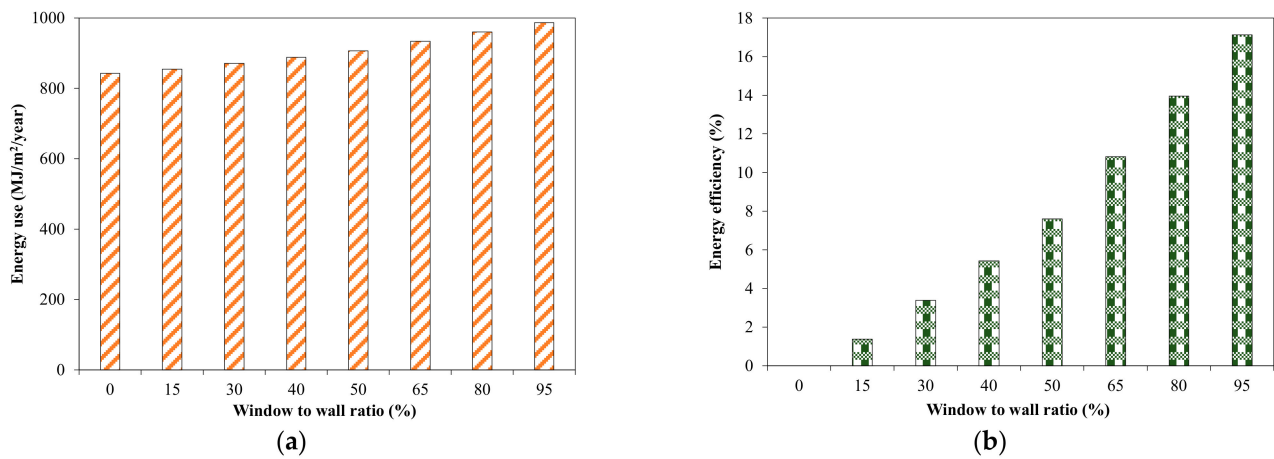 1000
800
600
400
200
0
Energy use (MJ/m²/year)
0 15 30 40 50 65 80 95
Window to wall ratio (%)
(a)
18
16
14
12
10
8
6
4
2
0
Energy efficiency (%)
0 15 30 40 50 65 80 95
Window to wall ratio (%)
(b)